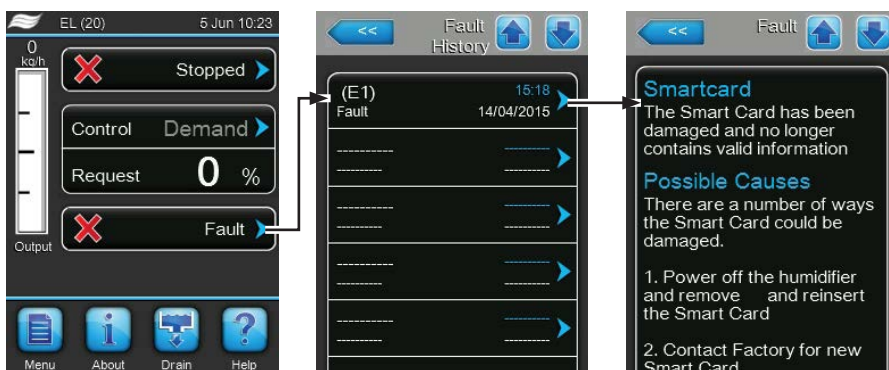 EL (20) 5 Jun 10:23
0
kg/h
Stopped
Control Demand
Request 0 %
Fault
Output
Menu About Drain Help
<< Fault
History
(E1) 15:18
Fault 14/04/2015
---------- ----------
---------- ----------
---------- ----------
---------- ----------
---------- ----------
---------- ----------
---------- ----------
---------- ----------
<< Fault
Smartcard
The Smart Card has been
damaged and no longer
contains valid information
Possible Causes
There are a number of ways
the Smart Card could be
damaged.
1. Power off the humidifier
and remove and reinsert
the Smart Card
2. Contact Factory for new
Smart Card